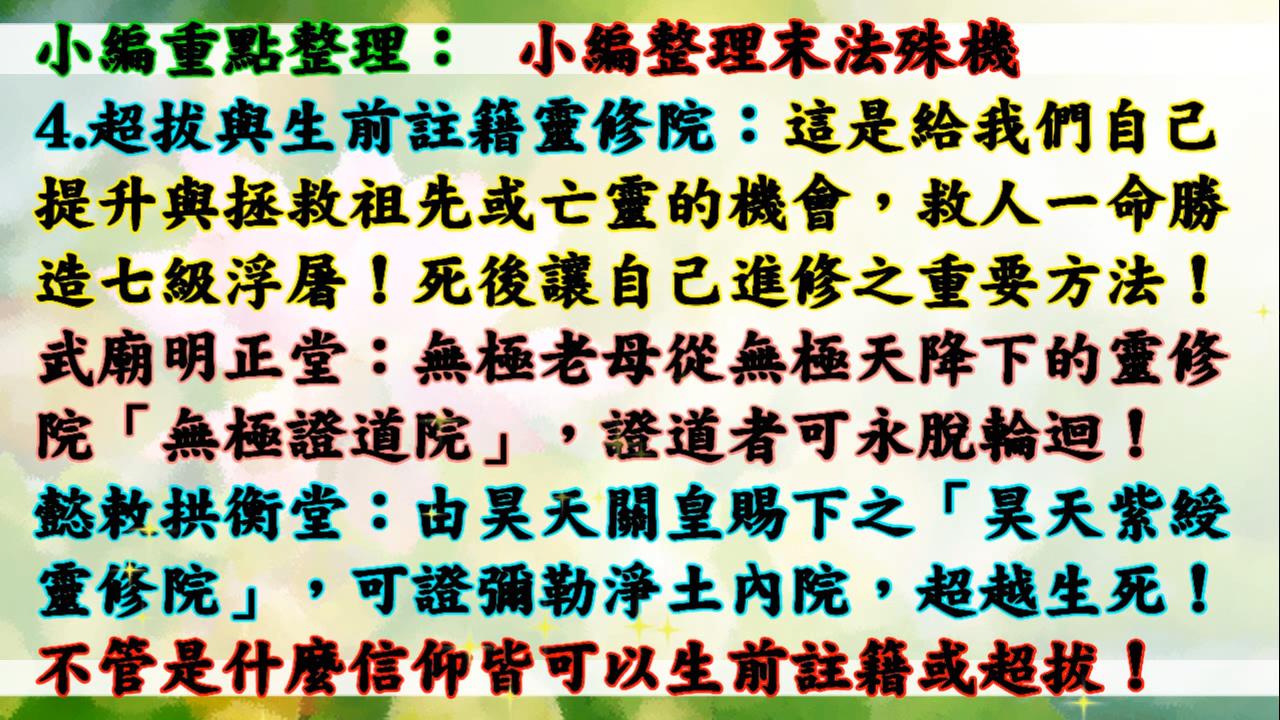 小編重點整理： 小編整理末法殊機
4.超拔與生前註籍靈修院：這是給我們自己
提升與拯救祖先或亡靈的機會，救人一命勝
造七級浮屠！死後讓自己進修之重要方法！
武廟明正堂：無極老母從無極天降下的靈修
院「無極證道院」，證道者可永脫輪迴！
懿敕拱衡堂：由昊天關皇賜下之「昊天紫綬
靈修院」，可證彌勒淨土內院，超越生死！
不管是什麼信仰皆可以生前註籍或超拔！